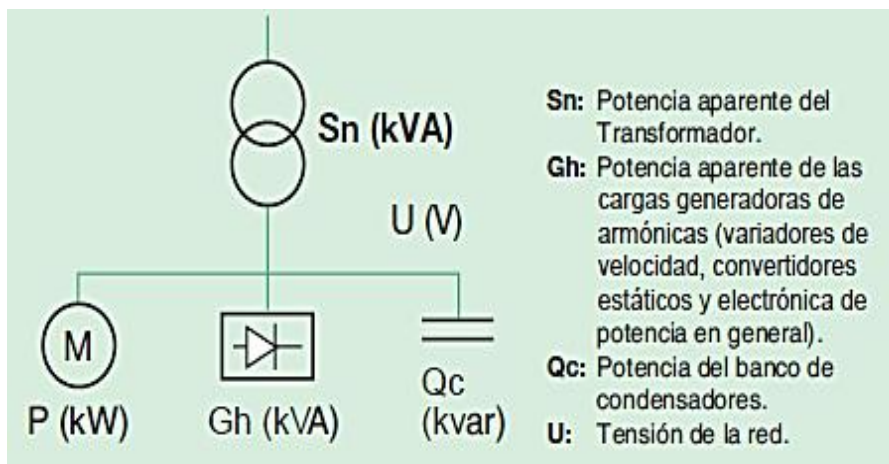 Sn (kVA)
U (V)
M
P (kW)
Gh (kVA)
Qc
(kvar)
Sn: Potencia aparente del
Transformador.
Gh: Potencia aparente de las
cargas generadoras de
armónicas (variadores de
velocidad, convertidores
estáticos y electrónica de
potencia en general).
Qc: Potencia del banco de
condensadores.
U: Tensión de la red.